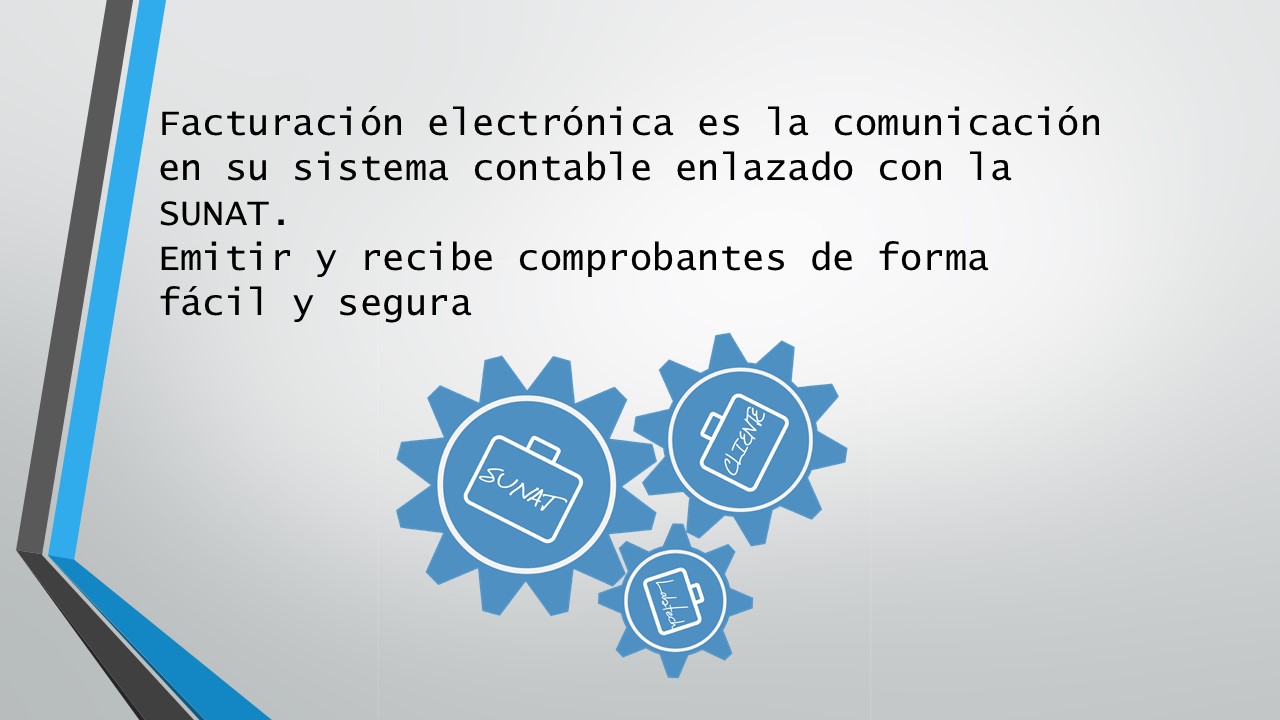 Facturación electrónica es la comunicación
en su sistema contable enlazado con la
SUNAT.
Emitir y recibe comprobantes de forma
fácil y segura
CLIENTE
SUNAT